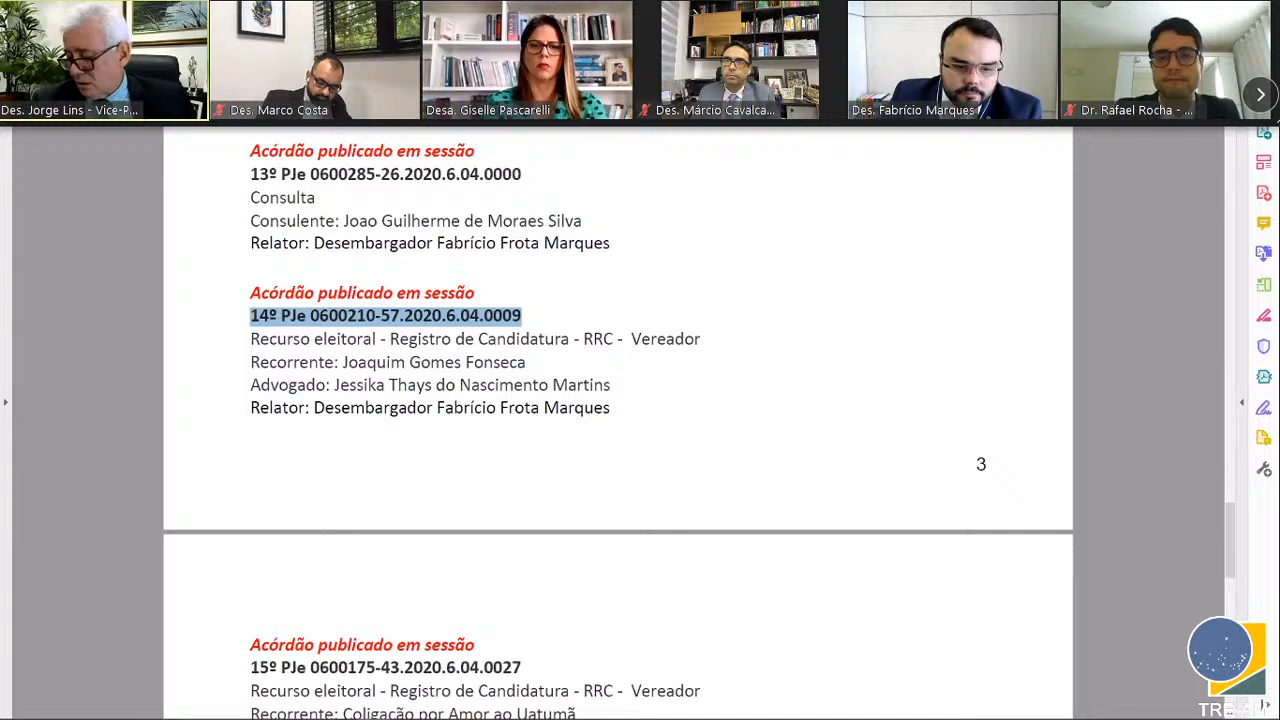 Des. Jorge Lins - Vice-P...
Des. Marco Costa
Desa. Giselle Pascarelli
Des. Márcio Cavalca...
Des. Fabrício Marques
Dr. Rafael Rocha - ...
Acórdão publicado em sessão
13º PJe 0600285-26.2020.6.04.0000
Consulta
Consulente: Joao Guilherme de Moraes Silva
Relator: Desembargador Fabrício Frota Marques
Acórdão publicado em sessão
14º PJe 0600210-57.2020.6.04.0009
Recurso eleitoral - Registro de Candidatura - RRC - Vereador
Recorrente: Joaquim Gomes Fonseca
Advogado: Jessika Thays do Nascimento Martins
Relator: Desembargador Fabrício Frota Marques
3
Acórdão publicado em sessão
15º PJe 0600175-43.2020.6.04.0027
Recurso eleitoral - Registro de Candidatura - RRC - Vereador
Recorrente: Coligação por Amor ao Uatumã